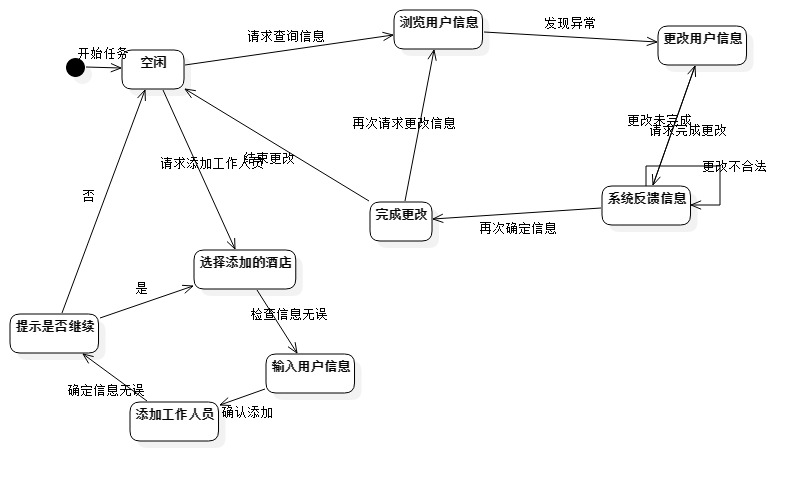 浏览用户信息
发现异常
更改用户信息
请求查询信息
开始任务
空闲
更改未完成
请求完成更改
再次请求更改信息
结束更改
请求添加工作人员
更改不合法
系统反馈信息
否
完成更改
再次确定信息
选择添加的酒店
是
检查信息无误
提示是否继续
输入用户信息
确定信息无误
添加工作人员
确认添加